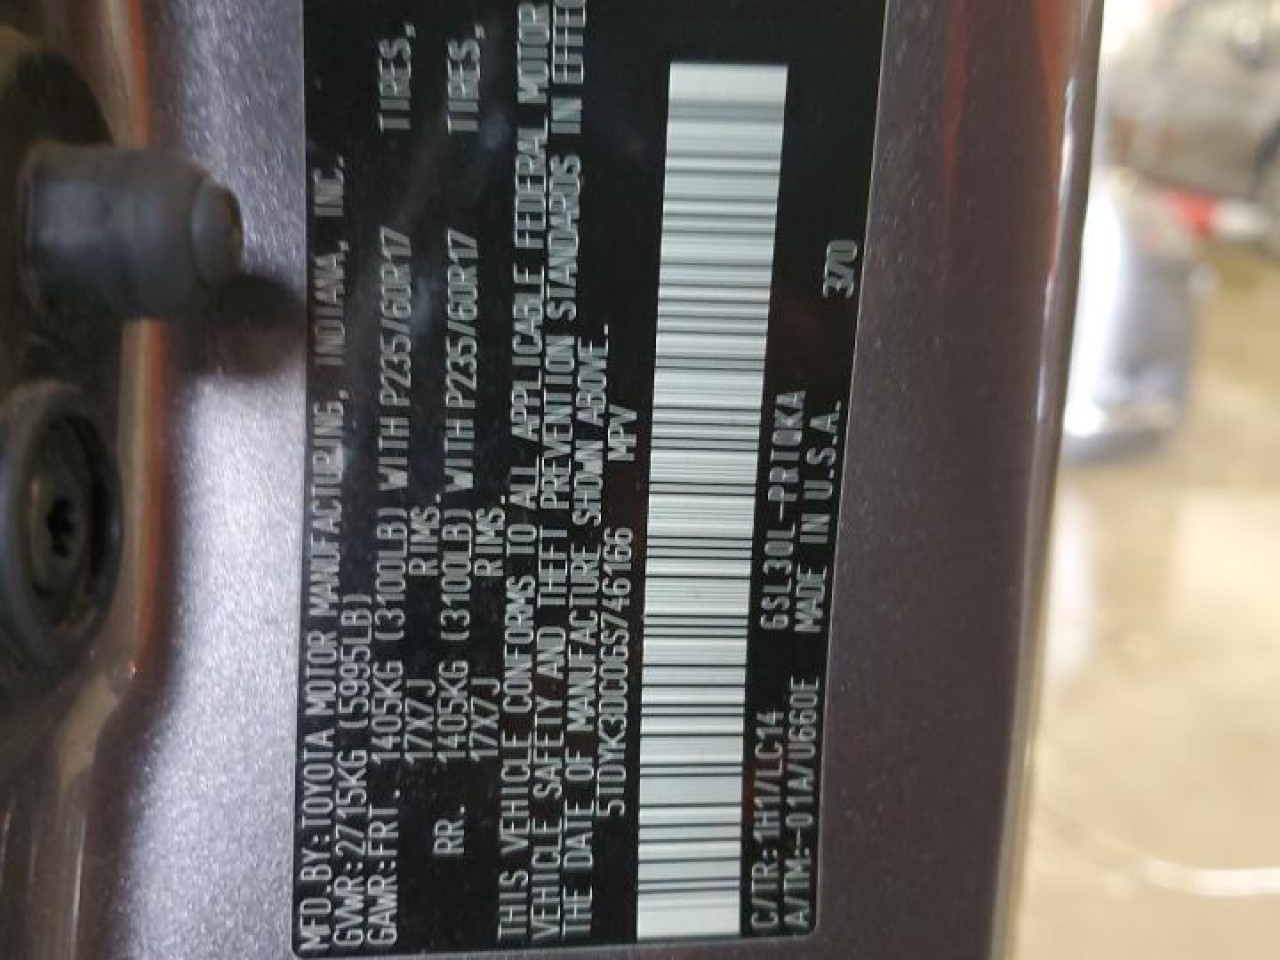 MFD.BY:TOYOTA MOTOR MANUFACTURING, INDIANA, INC.
GVWR:2715KG(5995LB)
GAWR:FRT. 1405KG (3100LB) WITH P235/60R17 TIRES,
17X7J RIMS.
RR. 1405KG (3100LB) WITH P235/60R17 TIRES,
17X7J RIMS.
THIS VEHICLE CONFORMS TO ALL APPLICABLE FEDERAL MOTOR
VEHICLE SAFETY AND THEFT PREVENTION STANDARDS IN EFFEC
THE DATE OF MANUFACTURE SHOWN ABOVE.
5TDYK3DC0GS746166 MPV
C/TR:1H1/LC14 GSL30L-PRTQKA
A/TM:-01A/U660E MADE IN U.S.A. 370